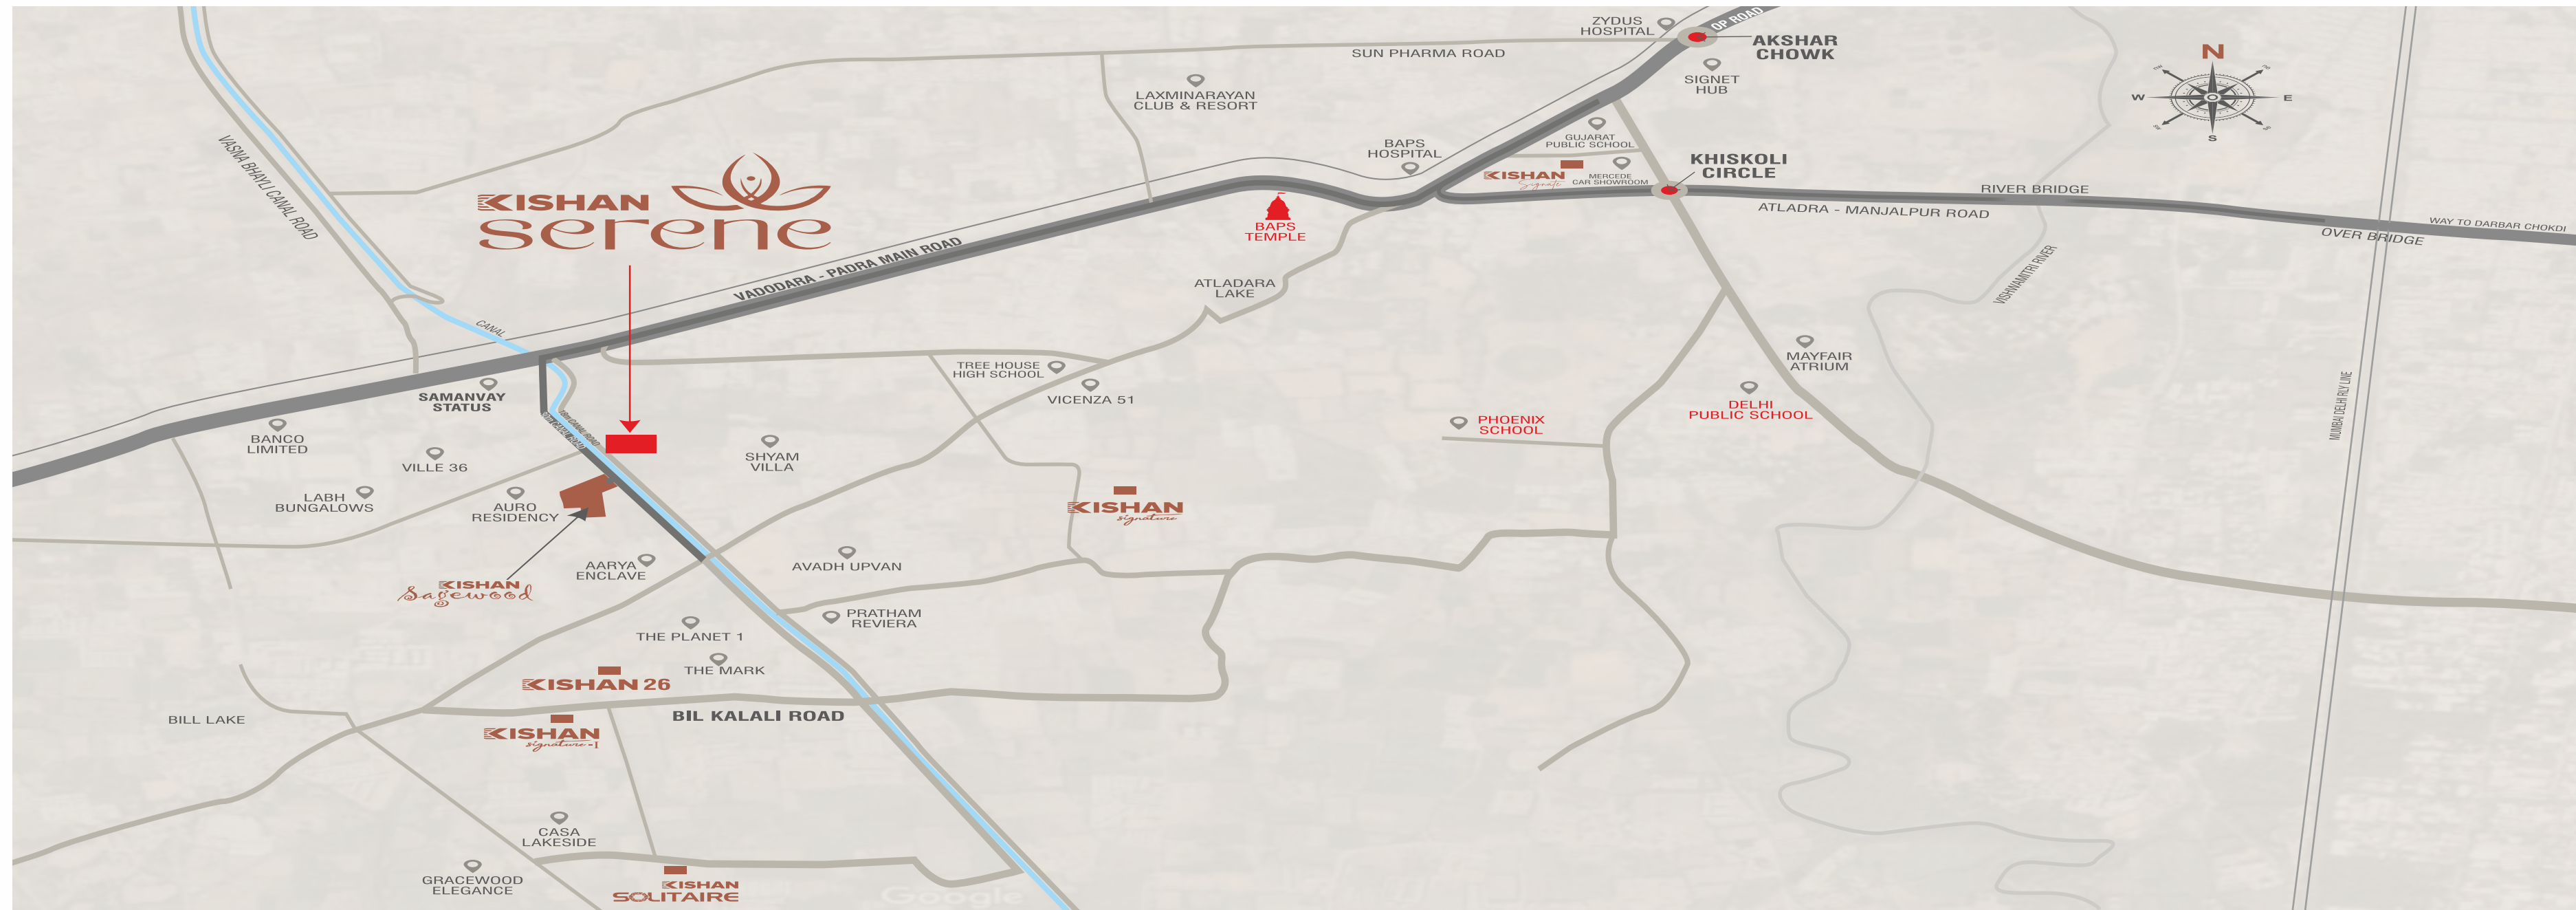 ZYDUS
HOSPITAL
OP ROAD
AKSHAR
CHOWK
SUN PHARMA ROAD
SIGNET
HUB
N
W
E
S
LAXMINARAYAN
CLUB & RESORT
VASNA BHAYLI CANAL ROAD
GUJARAT
PUBLIC SCHOOL
BAPS
HOSPITAL
KHISKOLI
CIRCLE
KISHAN
Signate
MERCEDE
CAR SHOWROOM
RIVER BRIDGE
ATLADRA - MANJALPUR ROAD
WAY TO DARBAR CHOKDI
OVER BRIDGE
KISHAN
serene
BAPS
TEMPLE
VADODARA - PADRA MAIN ROAD
VISHWAMITRI RIVER
ATLADARA
LAKE
CANAL
TREE HOUSE
HIGH SCHOOL
VICENZA 51
MAYFAIR
ATRIUM
DELHI
PUBLIC SCHOOL
PHOENIX
SCHOOL
MUMBAI DELHI RLY LINE
SAMANVAY
STATUS
BANCO
LIMITED
VILLE 36
SHYAM
VILLA
LABH
BUNGALOWS
AURO
RESIDENCY
KISHAN
signature
AARYA
ENCLAVE
AVADH UPVAN
KISHAN
Sagewood
PRATHAM
REVIERA
THE PLANET 1
THE MARK
KISHAN 26
BIL KALALI ROAD
BILL LAKE
KISHAN
signature-I
CASA
LAKESIDE
GRACEWOOD
ELEGANCE
KISHAN
SOLITAIRE
Google